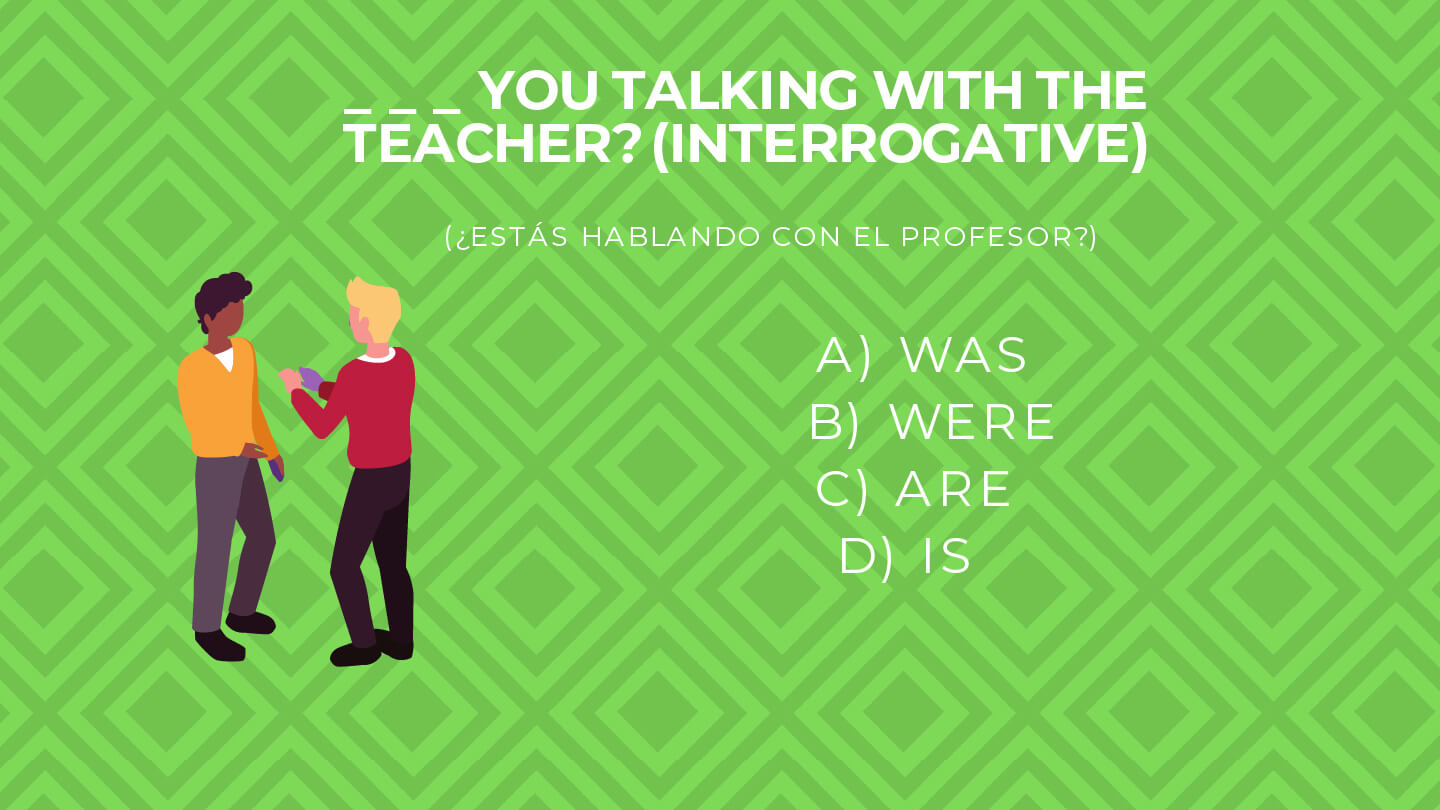 _ _ _ YOU TALKING WITH THE
TEACHER? (INTERROGATIVE)
(¿ESTÁS HABLANDO CON EL PROFESOR?)
A) WAS
B) WERE
C) ARE
D) IS